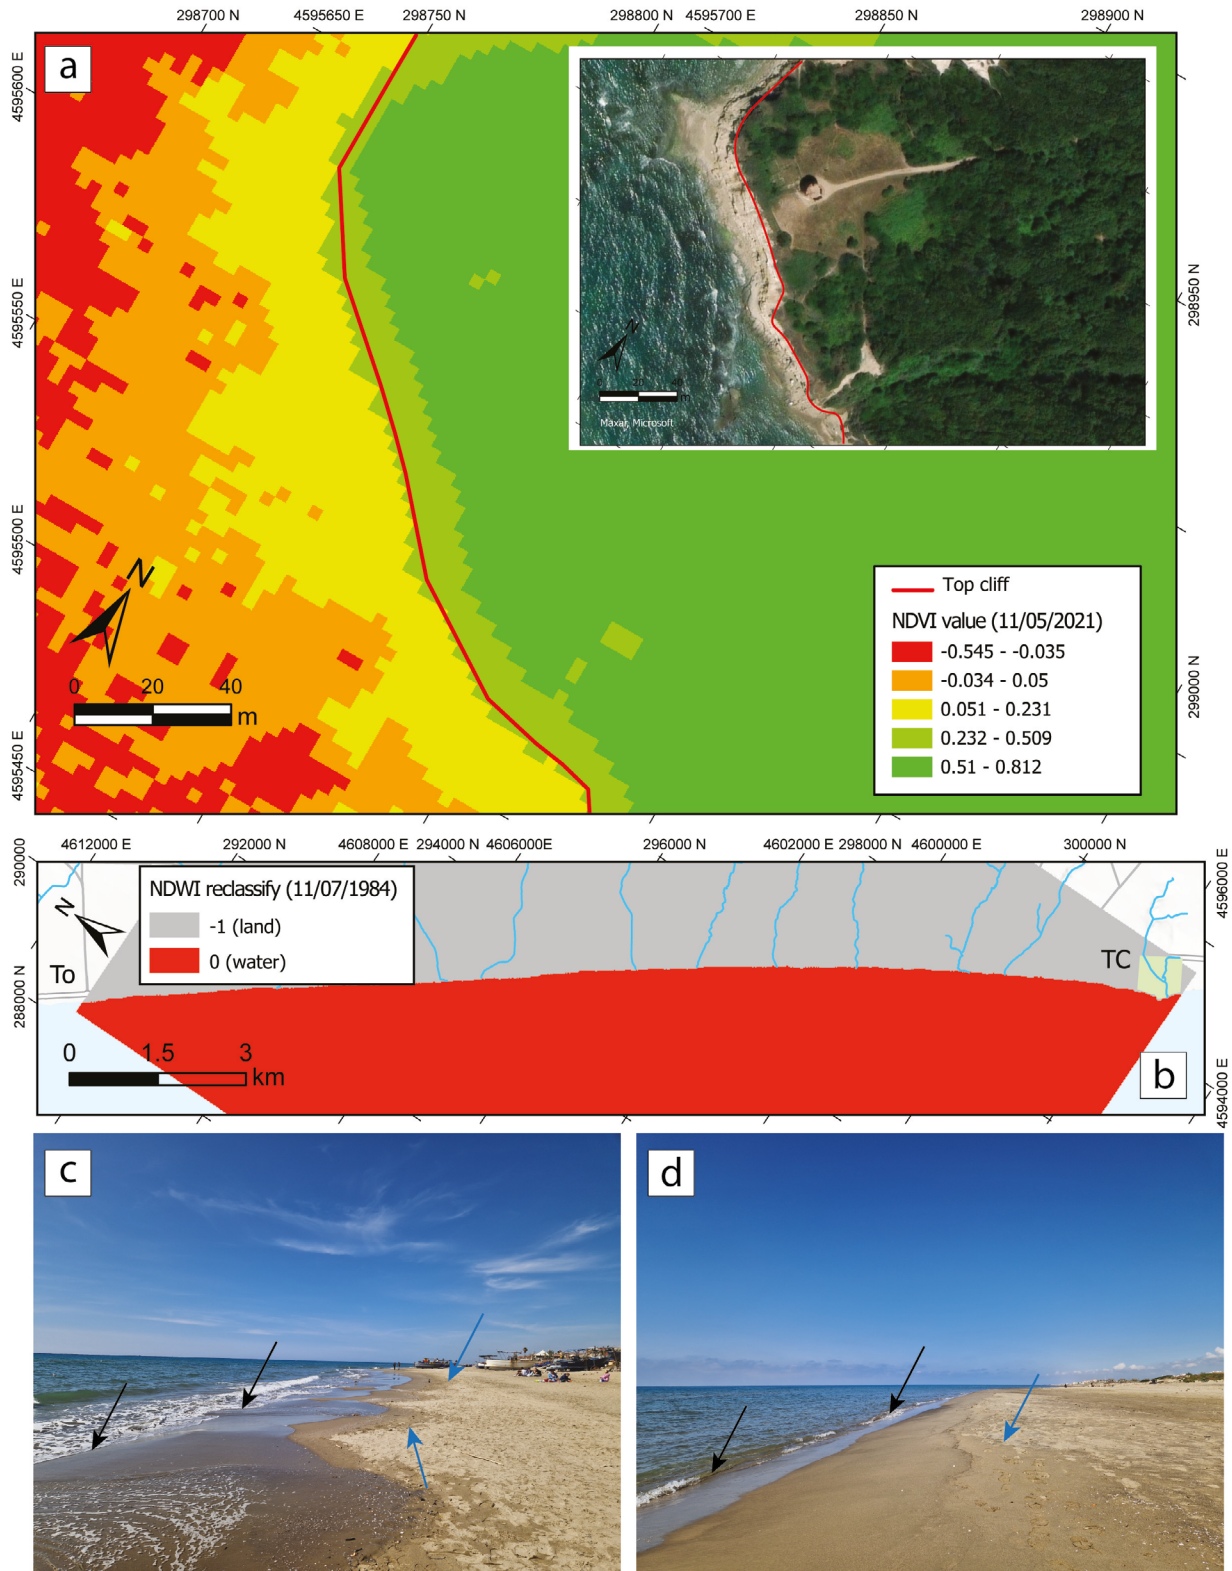 298700 N
4595650 E
298750 N
298800 N
4595700 E
298850 N
298900 N
a
4595600 E
4595550 E
4595500 E
4595450 E
298950 N
299000 N
N
0 20 40
m
Maxar, Microsoft
N
0 20 40
m
Top cliff
NDVI value (11/05/2021)
-0.545 - -0.035
-0.034 - 0.05
0.051 - 0.231
0.232 - 0.509
0.51 - 0.812
290000
4612000 E
292000 N
4608000 E
294000 N
4606000E
296000 N
4602000 E
298000 N
4600000 E
300000 N
4596000 E
288000 N
4594000 E
N
NDWI reclassify (11/07/1984)
-1 (land)
0 (water)
To
TC
0 1.5 3
km
b
c
d